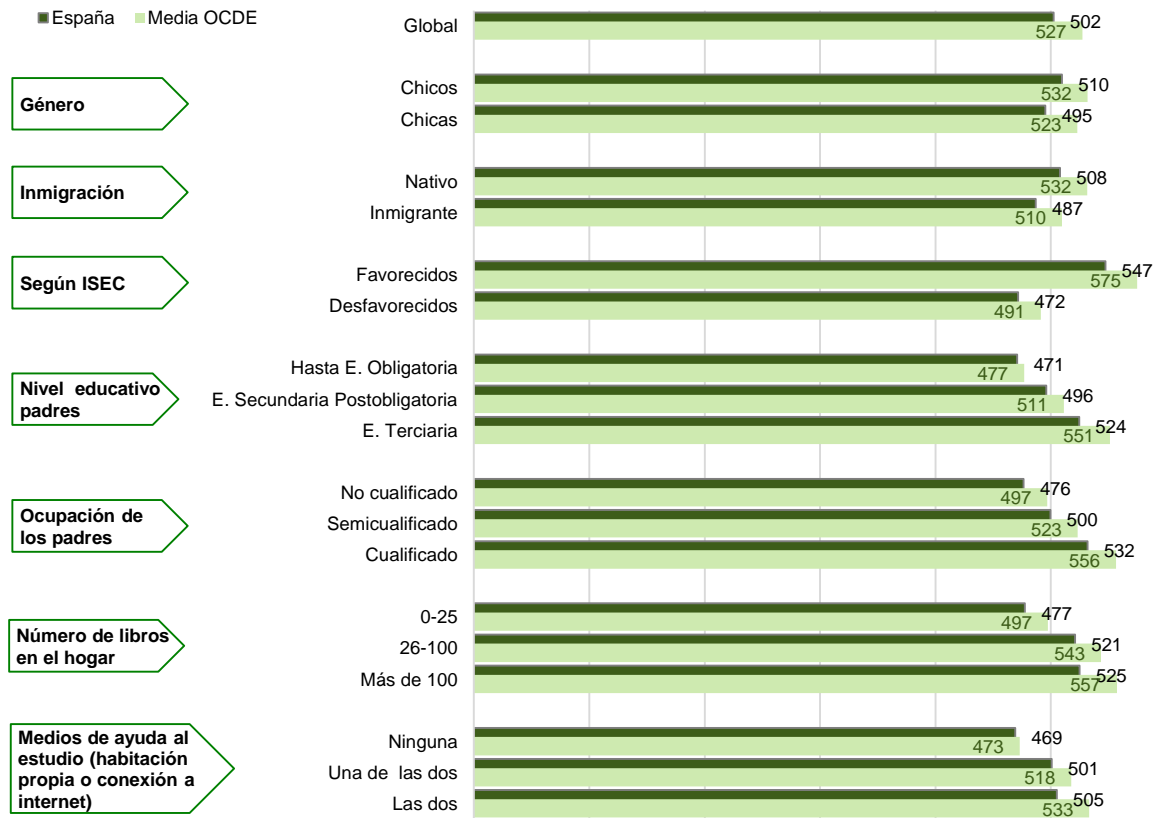 España Media OCDE
Global 502
527
Género
Chicos 510
532
Chicas 495
523
Inmigración
Nativo 508
532
Inmigrante 487
510
Según ISEC
Favorecidos 547
575
Desfavorecidos 472
491
Nivel educativo
padres
Hasta E. Obligatoria 471
477
E. Secundaria Postobligatoria 496
511
E. Terciaria 524
551
Ocupación de
los padres
No cualificado 476
497
Semicualificado 500
523
Cualificado 532
556
Número de libros
en el hogar
0-25 477
497
26-100 521
543
Más de 100 525
557
Medios de ayuda al
estudio (habitación
propia o conexión a
internet)
Ninguna 469
473
Una de las dos 501
518
Las dos 505
533